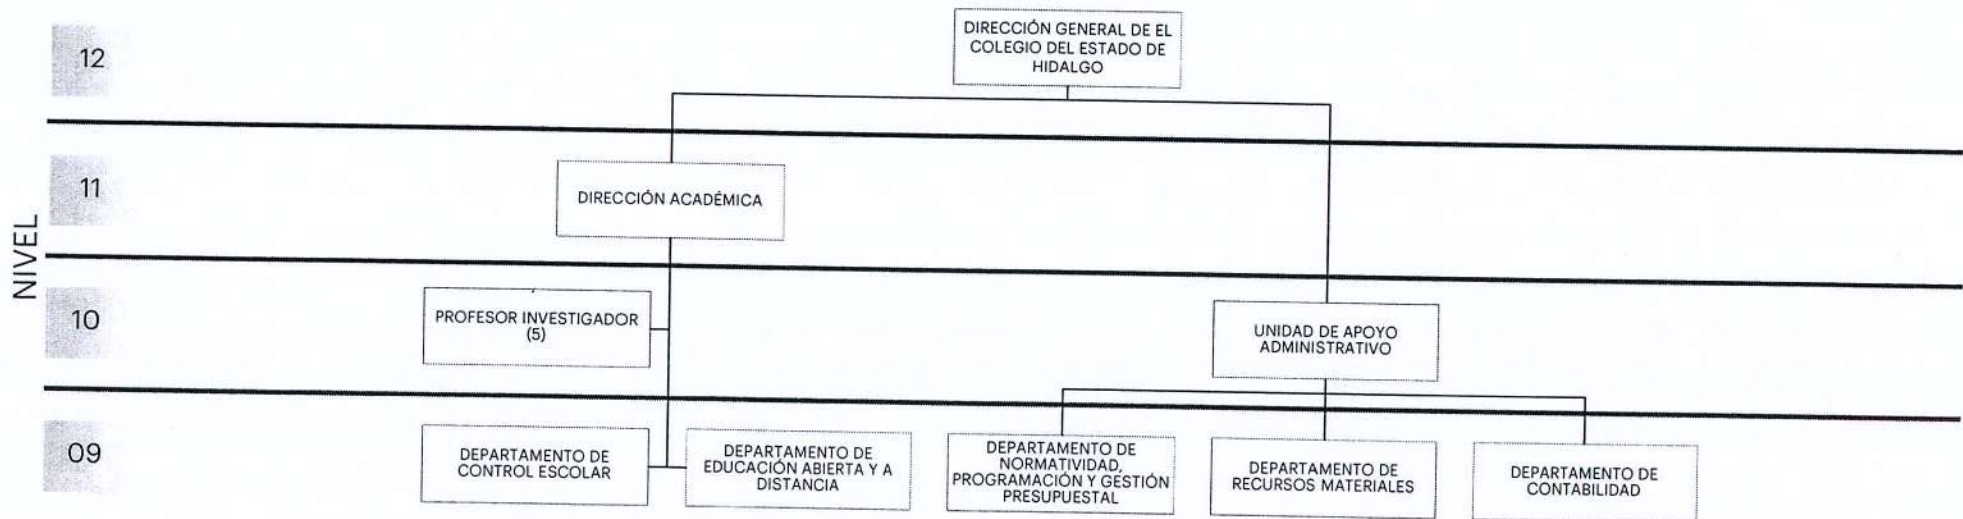 NIVEL
12
DIRECCIÓN GENERAL DE EL
COLEGIO DEL ESTADO DE
HIDALGO
11
DIRECCIÓN ACADÉMICA
10
PROFESOR INVESTIGADOR
(5)
UNIDAD DE APOYO
ADMINISTRATIVO
09
DEPARTAMENTO DE
CONTROL ESCOLAR
DEPARTAMENTO DE
EDUCACIÓN ABIERTA Y A
DISTANCIA
DEPARTAMENTO DE
NORMATIVIDAD,
PROGRAMACIÓN Y GESTIÓN
PRESUPUESTAL
DEPARTAMENTO DE
RECURSOS MATERIALES
DEPARTAMENTO DE
CONTABILIDAD